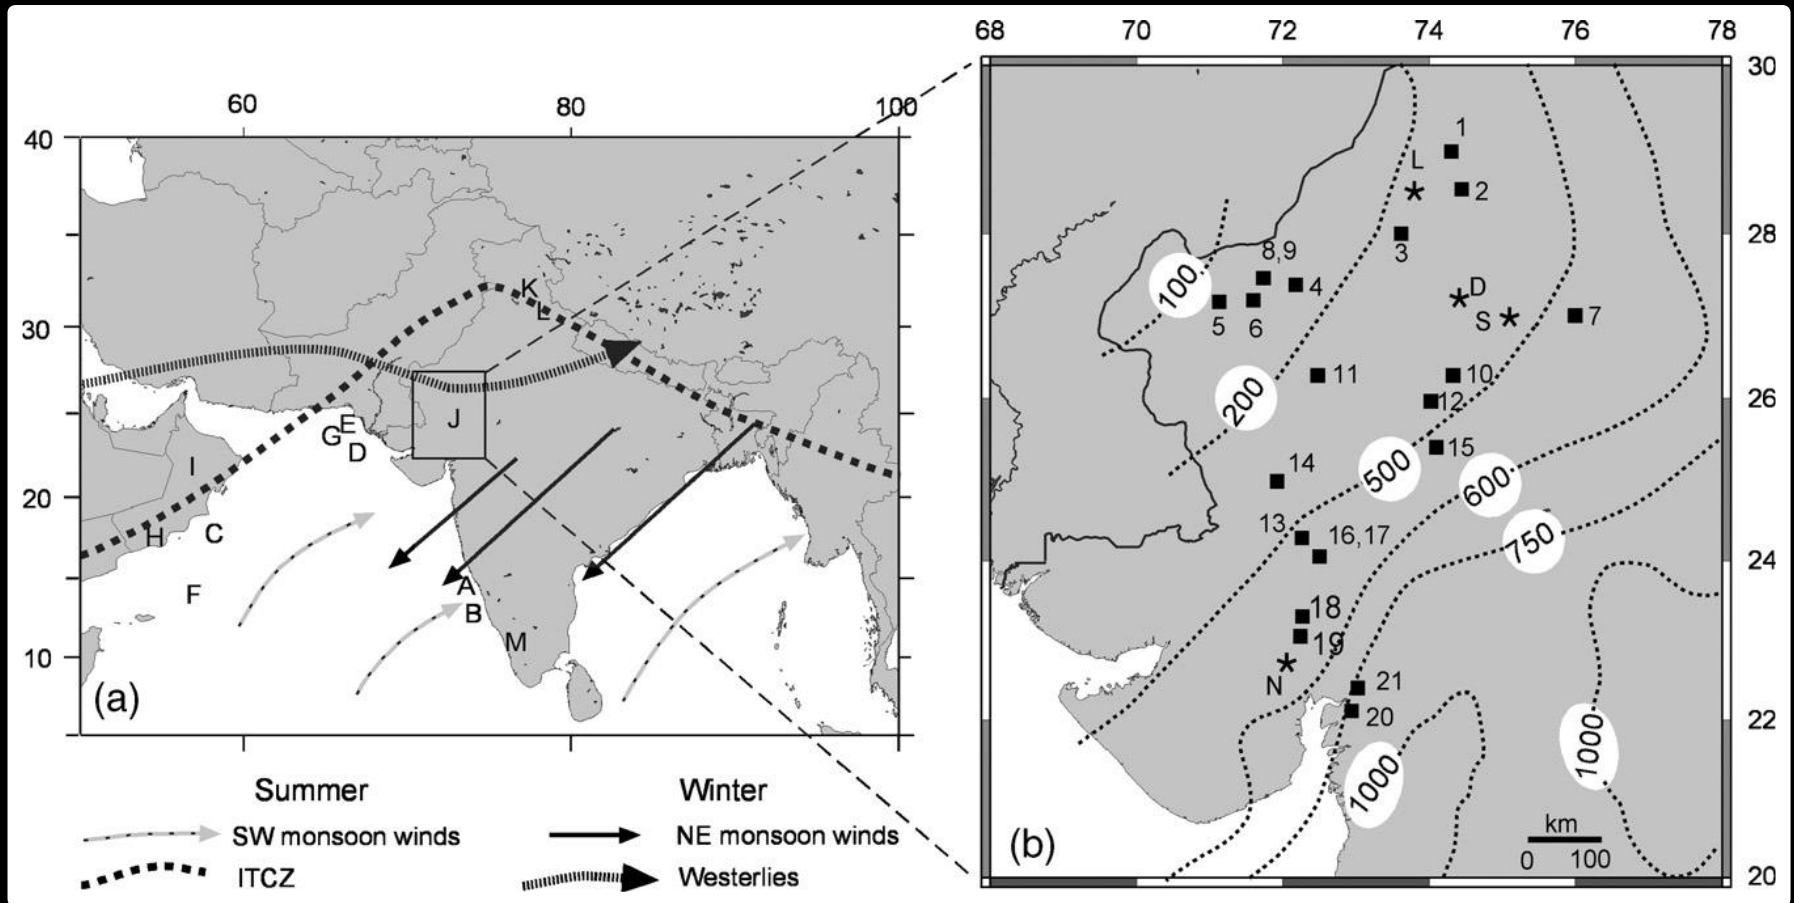 60 80 100
40
30
20
10
K
L
J
E
G
D
I
H
C
F
A
B
M
(a)
Summer Winter
SW monsoon winds NE monsoon winds
ITCZ Westerlies
68 70 72 74 76 78
30
28
26
24
22
20
1
L
2
3
8,9
4
100
5 6
D
S
7
200
11
10
12
15
500
600
14
13
16,17
750
18
19
N
21
20
1000
1000
km
0 100
(b)